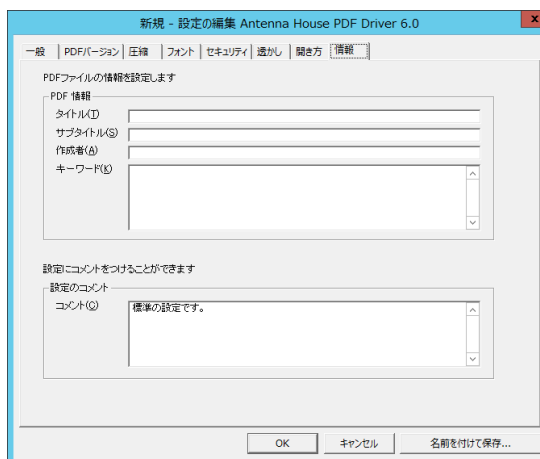 新規 - 設定の編集 Antenna House PDF Driver 6.0
x
一般 PDFバージョン 圧縮 フォント セキュリティ 透かし 開き方 情報
PDFファイルの情報を設定します
PDF 情報
タイトル(T)
サブタイトル(S)
作成者(A)
キーワード(K)
設定にコメントをつけることができます
設定のコメント
コメント(C) 標準の設定です。
OK キャンセル 名前を付けて保存...